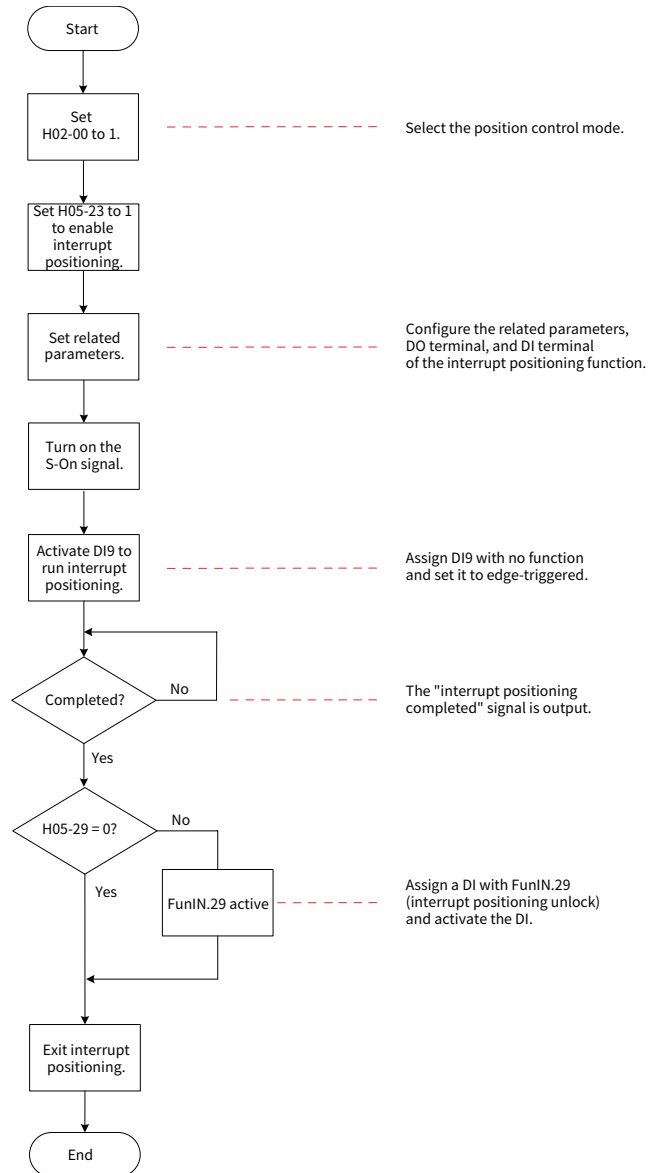 Start
Set
H02-00 to 1.
Select the position control mode.
Set H05-23 to 1
to enable
interrupt
positioning.
Set related
parameters.
Configure the related parameters,
DO terminal, and DI terminal
of the interrupt positioning function.
Turn on the
S-On signal.
Activate DI9 to
run interrupt
positioning.
Assign DI9 with no function
and set it to edge-triggered.
Completed?
No
The "interrupt positioning
completed" signal is output.
Yes
H05-29 = 0?
No
Yes
FunIN.29 active
Assign a DI with FunIN.29
(interrupt positioning unlock)
and activate the DI.
Exit interrupt
positioning.
End